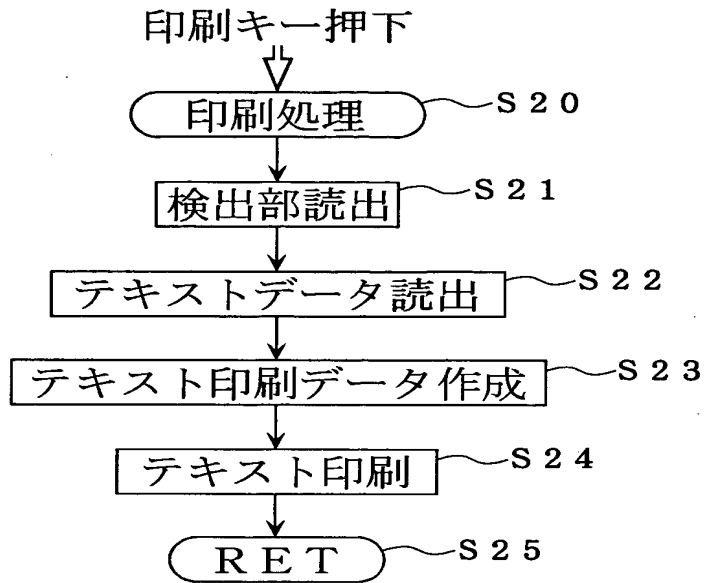 印刷キー押下
印刷処理 S20
検出部読出 S21
テキストデータ読出 S22
テキスト印刷データ作成 S23
テキスト印刷 S24
RET S25